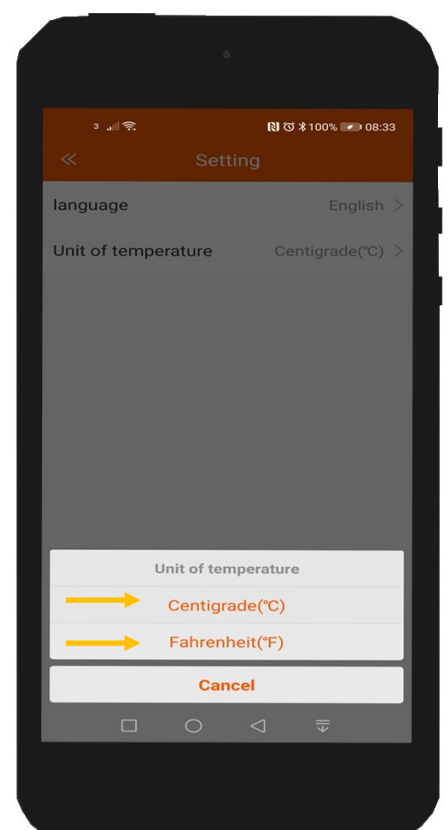 3 100% 08:33
Setting
language English
Unit of temperature Centigrade(℃)
Unit of temperature
Centigrade(℃)
Fahrenheit(℉)
Cancel